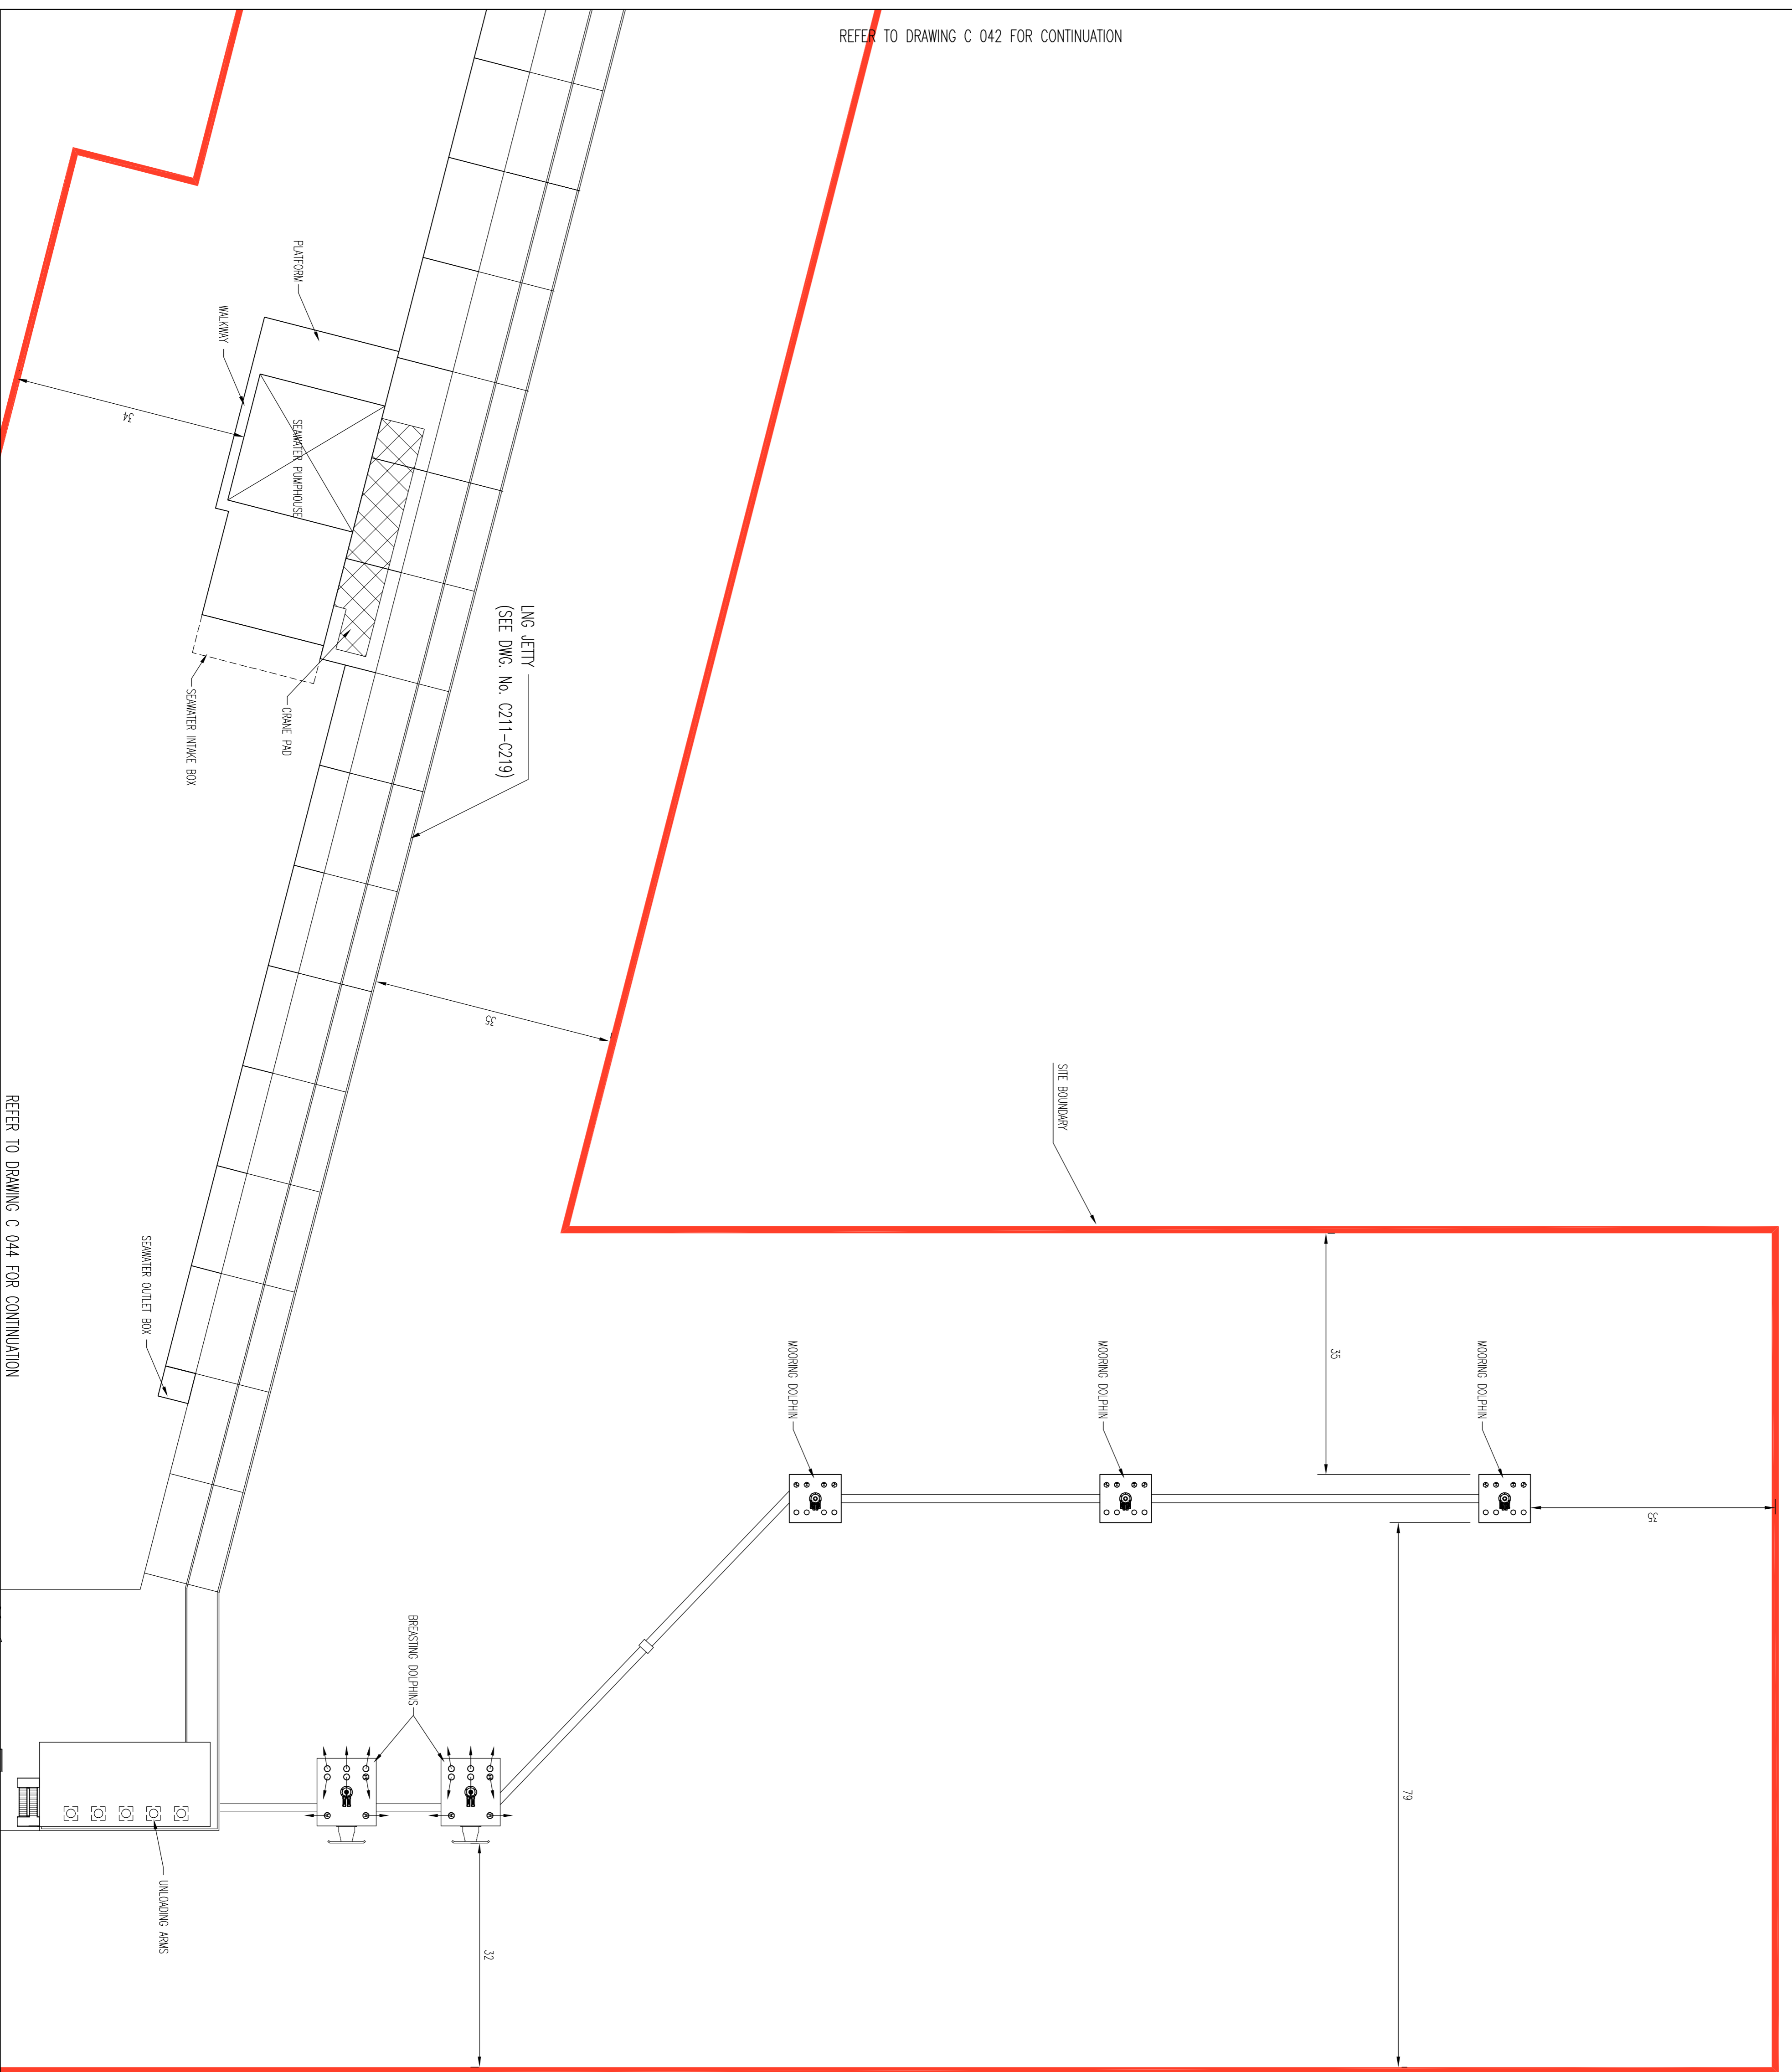 REFER TO DRAWING C 042 FOR CONTINUATION
PLATFORM
WALKWAY
34
SEAWATER PUMPHOUSE
LNG JETTY
(SEE DWG. No. C211-C219)
CRANE PAD
SEAWATER INTAKE BOX
35
SITE BOUNDARY
REFER TO DRAWING C 044 FOR CONTINUATION
SEAWATER OUTLET BOX
35
MOORING DOLPHIN
MOORING DOLPHIN
MOORING DOLPHIN
35
BREASTING DOLPHINS
79
UNLOADING ARMS
32